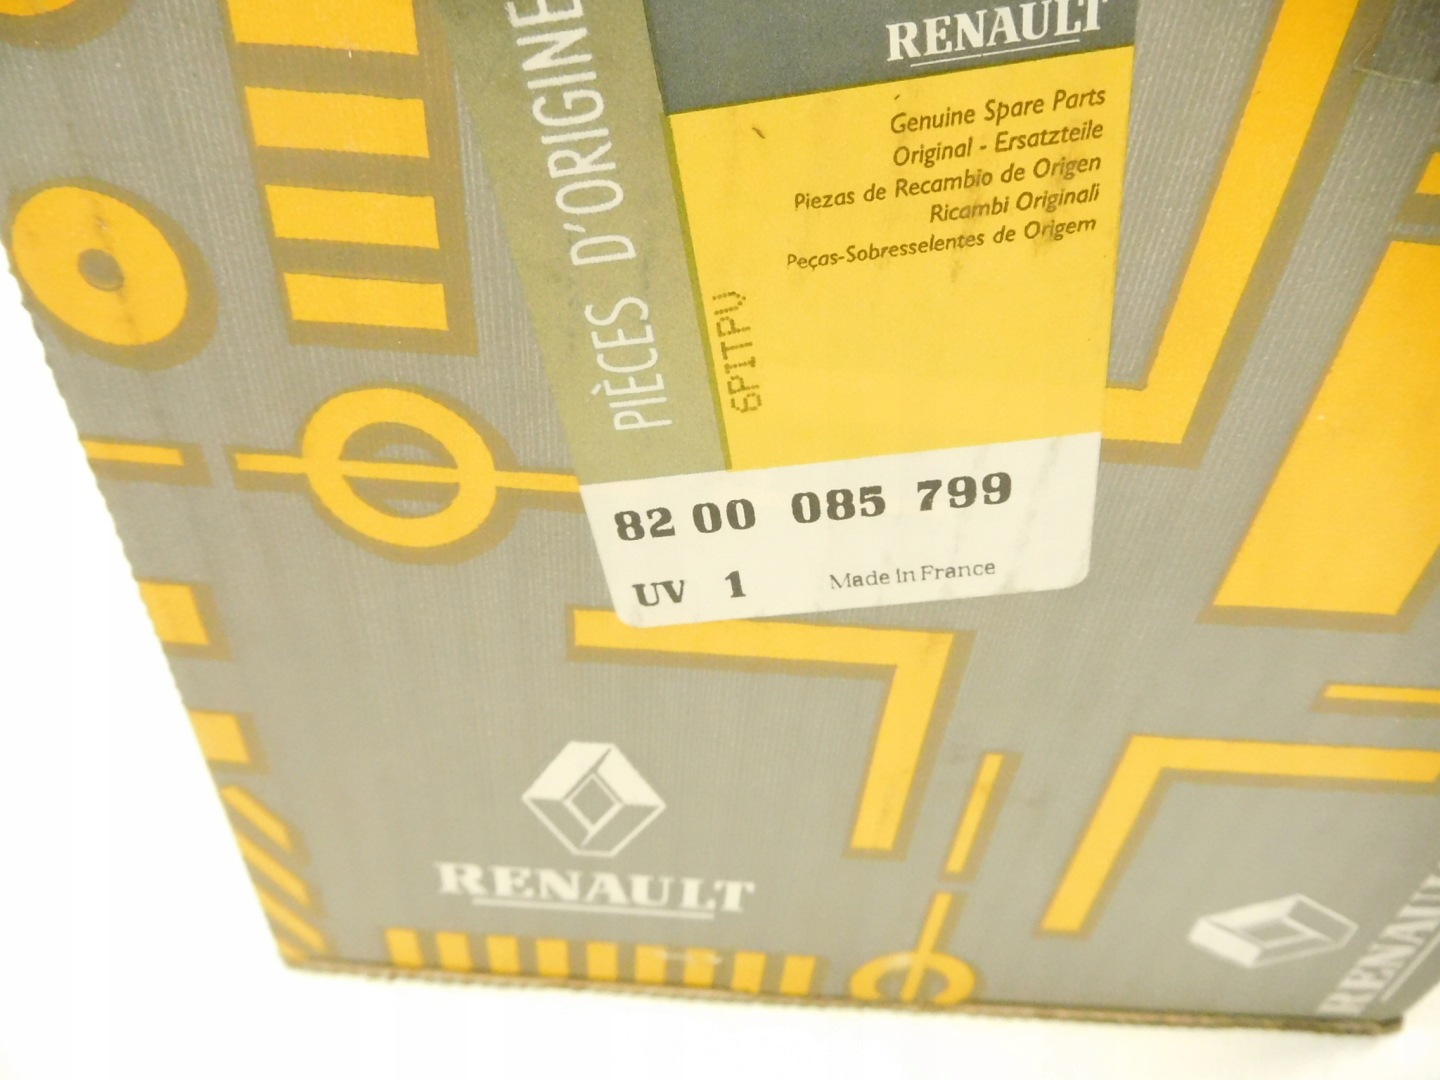 PIÈCES D'ORIGINE
RENAULT
Genuine Spare Parts
Original - Ersatzteile
Piezas de Recambio de Origen
Ricambi Originali
Peças-Sobresselentes de Origem
6PITPV
82 00 085 799
UV 1 Made in France
RENAULT
RENAULT